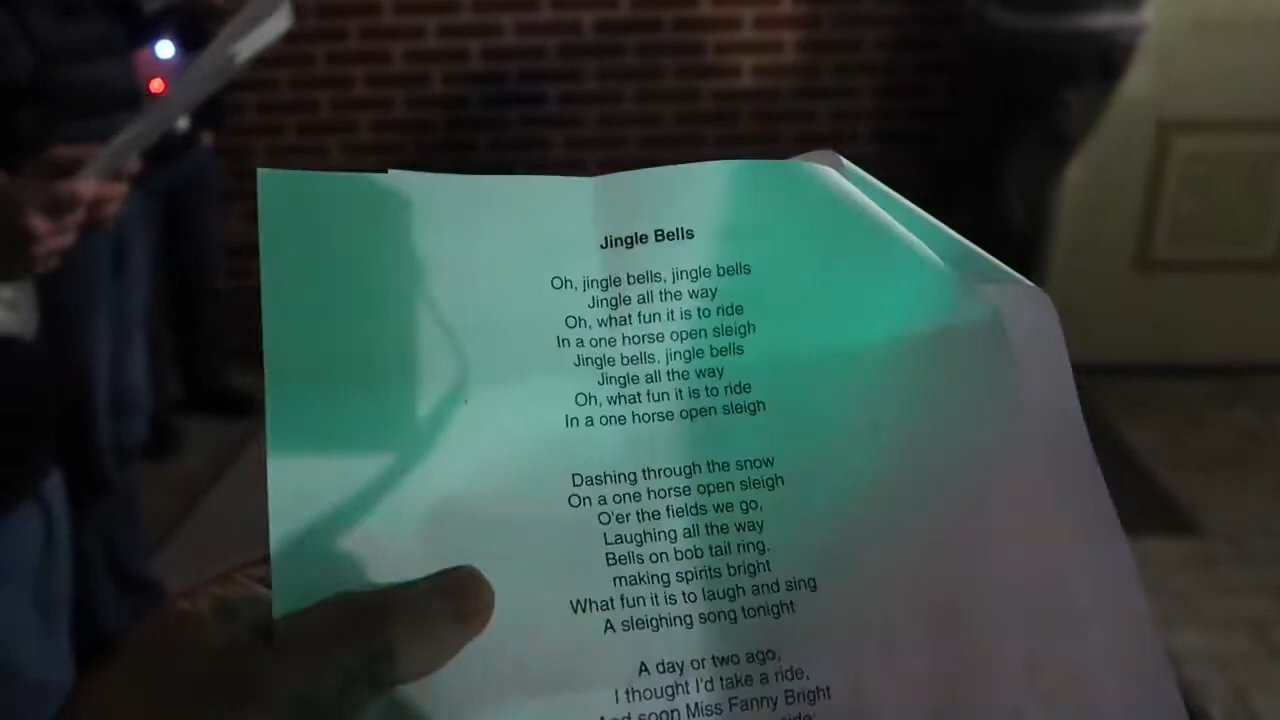 Jingle Bells
Oh, jingle bells, jingle bells
Jingle all the way
Oh, what fun it is to ride
In a one horse open sleigh
Jingle bells, jingle bells
Jingle all the way
Oh, what fun it is to ride
In a one horse open sleigh
Dashing through the snow
On a one horse open sleigh
O'er the fields we go,
Laughing all the way
Bells on bob tail ring.
making spirits bright
What fun it is to laugh and sing
A sleighing song tonight
A day or two ago,
I thought I'd take a ride,
And soon Miss Fanny Bright